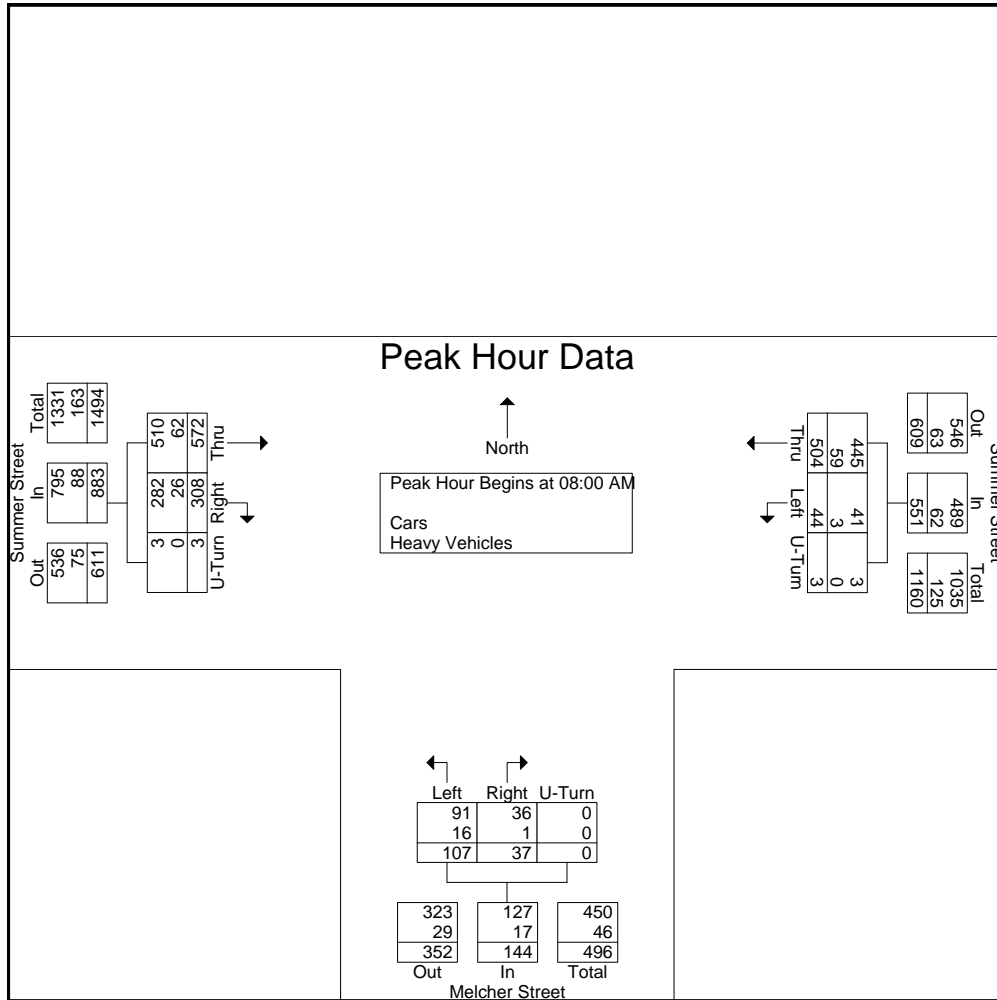 Peak Hour Data
North
Peak Hour Begins at 08:00 AM
Cars
Heavy Vehicles
Summer Street
Total In Out
1331 795 536
163 88 75
1494 883 611
510 282 3
62 26 0
572 308 3
Thru Right U-Turn
Thru Left U-Turn
504 44 3
59 3 0
445 41 3
Out In Total
546 489 1035
63 62 125
609 551 1160
Summer Street
Left Right U-Turn
91 36 0
16 1 0
107 37 0
323 127 450
29 17 46
352 144 496
Out In Total
Melcher Street